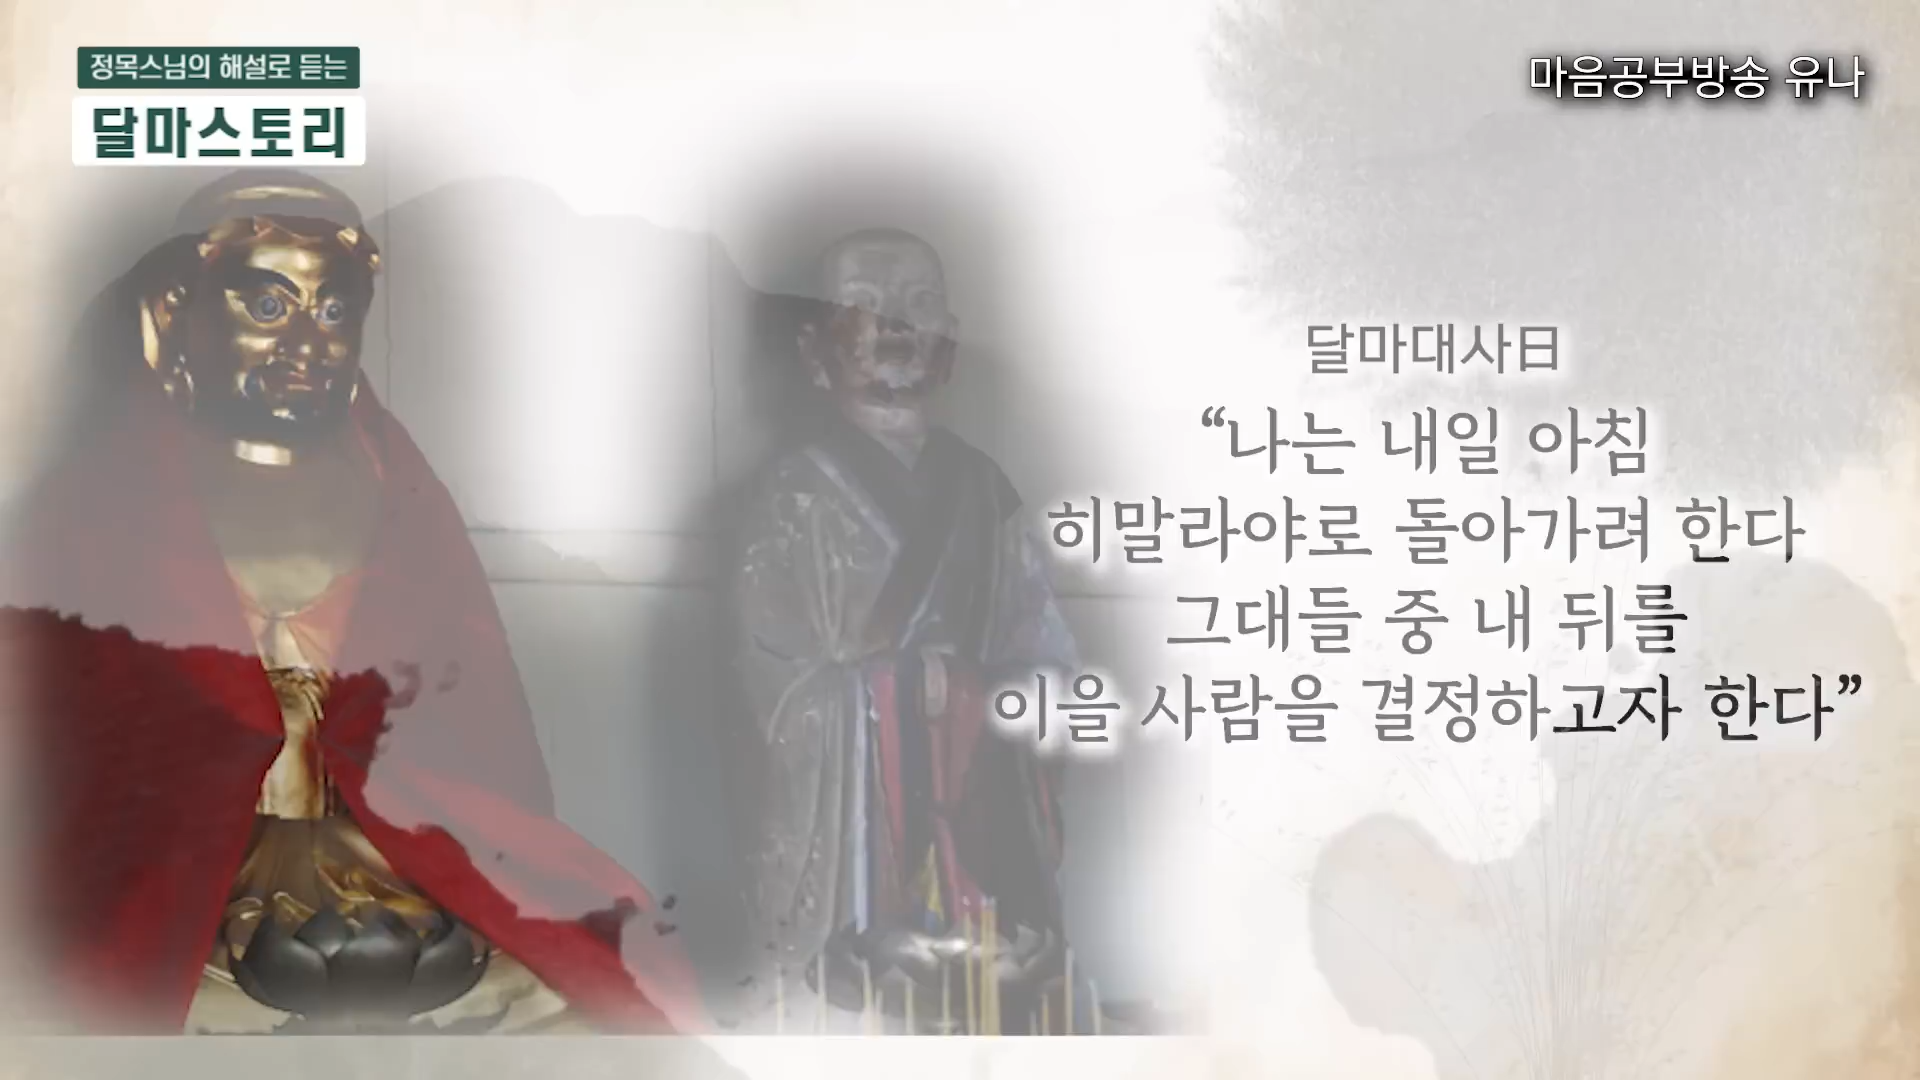 정목스님의 해설로 듣는
달마스토리
마음공부방송 유나
달마대사日
“나는 내일 아침
히말라야로 돌아가려 한다
그대들 중 내 뒤를
이을 사람을 결정하고자 한다”